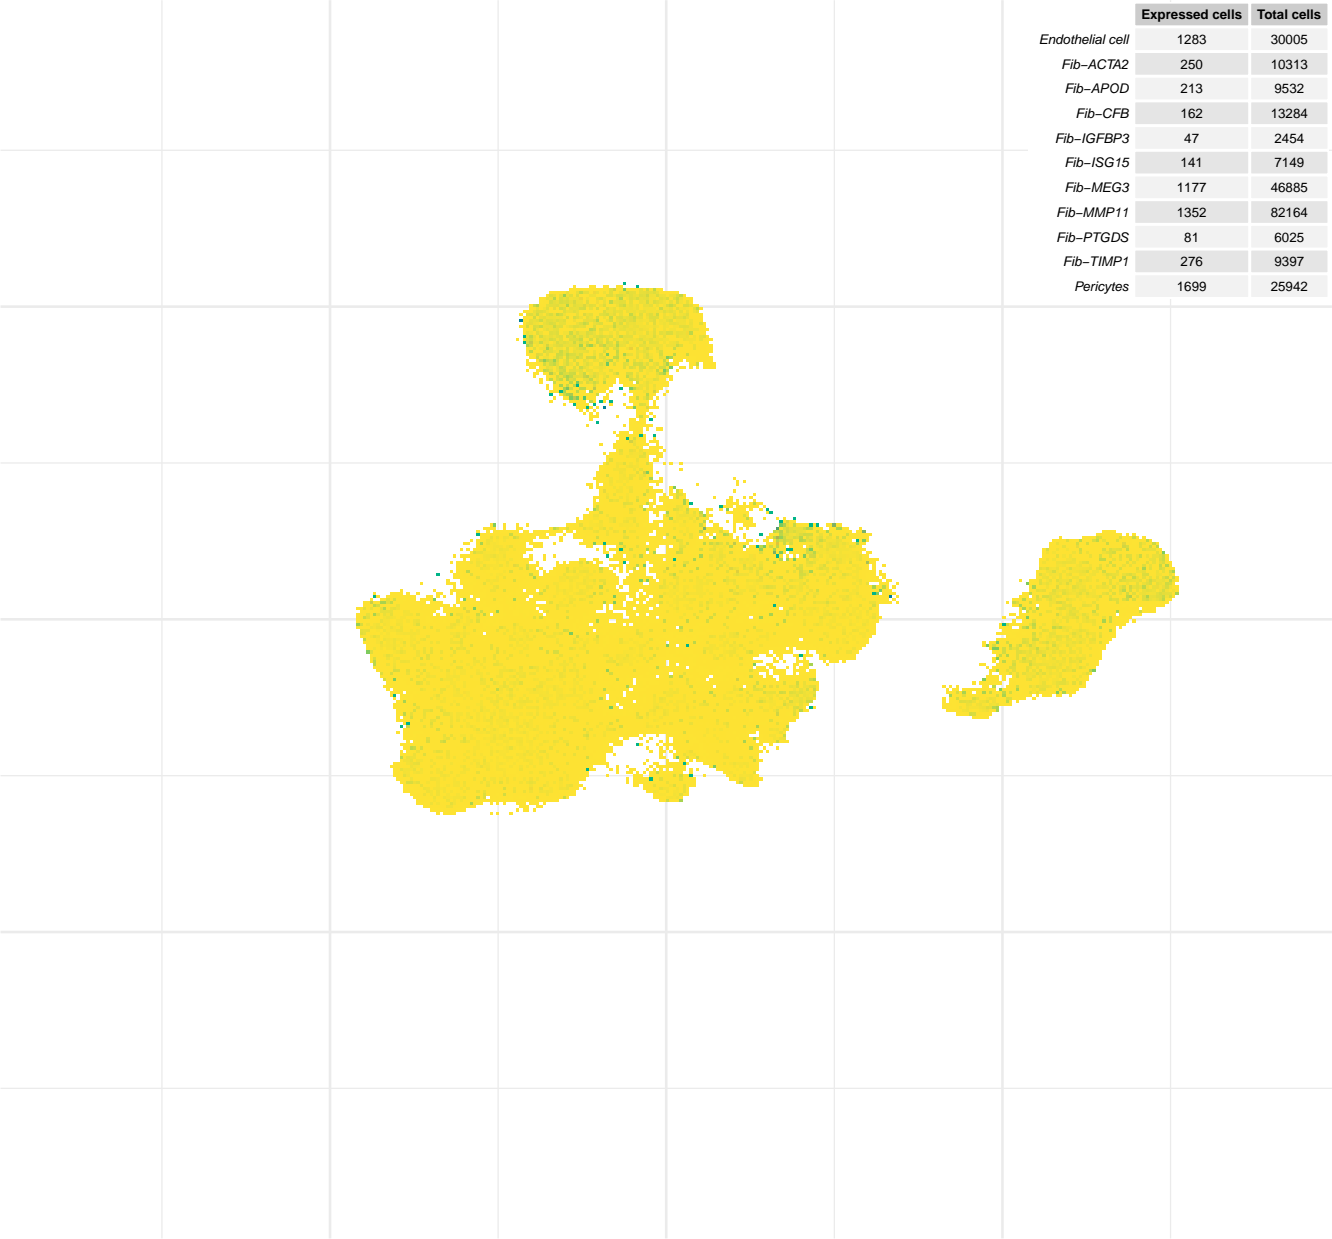 Expressed cells Total cells
Endothelial cell 1283 30005
Fib−ACTA2 250 10313
Fib−APOD 213 9532
Fib−CFB 162 13284
Fib−IGFBP3 47 2454
Fib−ISG15 141 7149
Fib−MEG3 1177 46885
Fib−MMP11 1352 82164
Fib−PTGDS 81 6025
Fib−TIMP1 276 9397
Pericytes 1699 25942